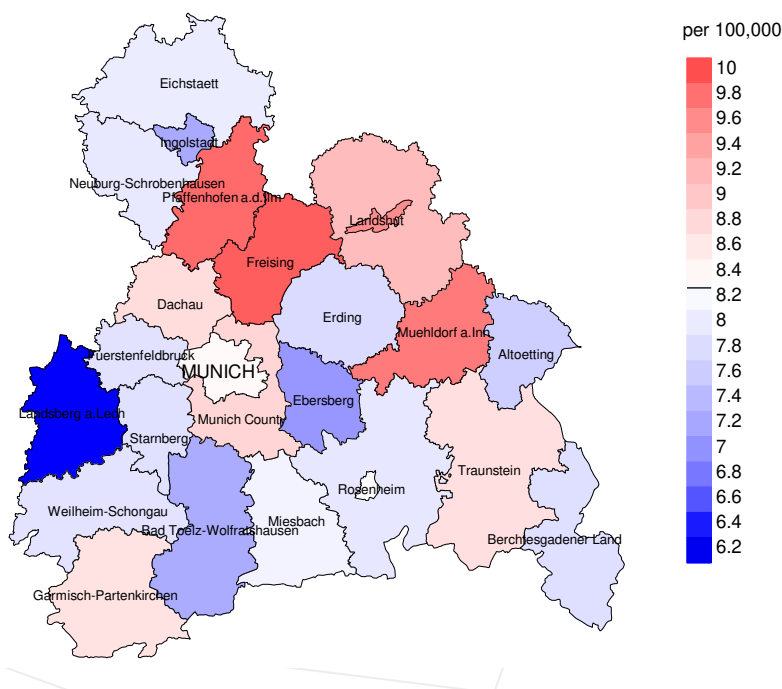 per 100,000
10
9.8
9.6
9.4
9.2
9
8.8
8.6
8.4
8.2
8
7.8
7.6
7.4
7.2
7
6.8
6.6
6.4
6.2
Eichstaett
Ingolstadt
Neuburg-Schrobenhausen
Pfaffenhofen a.d.Ilm
Landshut
Freising
Dachau
Erding
Muehldorf a.Inn
Fuerstenfeldbruck
Altoetting
MUNICH
Ebersberg
Landsberg a.Lech
Munich County
Starnberg
Traunstein
Rosenheim
Weilheim-Schongau
Miesbach
Bad Toelz-Wolfratshausen
Berchtesgadener Land
Garmisch-Partenkirchen